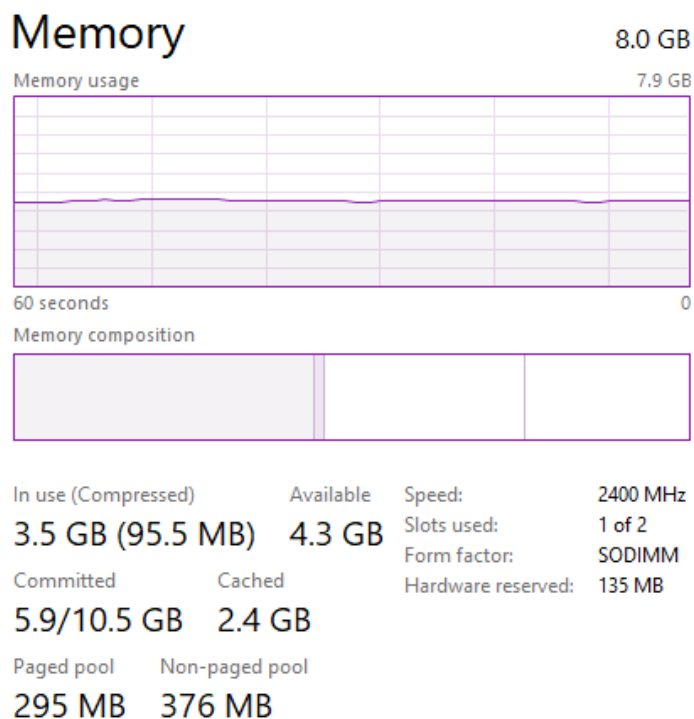 Memory 8.0 GB
Memory usage 7.9 GB
60 seconds 0
Memory composition
In use (Compressed) Available
3.5 GB (95.5 MB) 4.3 GB
Committed Cached
5.9/10.5 GB 2.4 GB
Paged pool Non-paged pool
295 MB 376 MB
Speed: 2400 MHz
Slots used: 1 of 2
Form factor: SODIMM
Hardware reserved: 135 MB